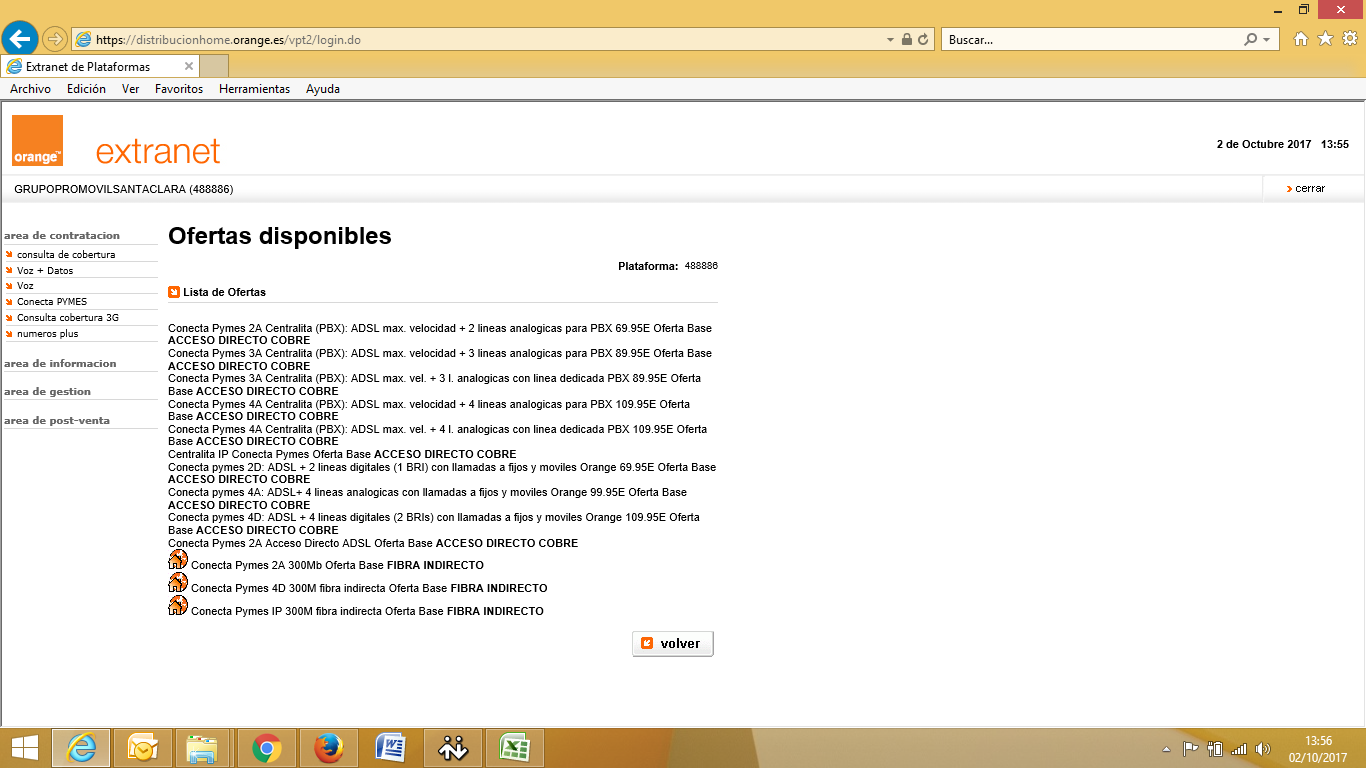 https://distribucionhome.orange.es/vpt2/login.do
Buscar...
Extranet de Plataformas
Archivo Edición Ver Favoritos Herramientas Ayuda
orange™
extranet
2 de Octubre 2017 13:55
GRUPOPROMOVILSANTACLARA (488886)
cerrar
area de contratacion
consulta de cobertura
Voz + Datos
Voz
Conecta PYMES
Consulta cobertura 3G
numeros plus
area de informacion
area de gestion
area de post-venta
Ofertas disponibles
Plataforma: 488886
Lista de Ofertas
Conecta Pymes 2A Centralita (PBX): ADSL max. velocidad + 2 lineas analogicas para PBX 69.95E Oferta Base
ACCESO DIRECTO COBRE
Conecta Pymes 3A Centralita (PBX): ADSL max. velocidad + 3 lineas analogicas para PBX 89.95E Oferta Base
ACCESO DIRECTO COBRE
Conecta Pymes 3A Centralita (PBX): ADSL max. vel. + 3 l. analogicas con linea dedicada PBX 89.95E Oferta
Base ACCESO DIRECTO COBRE
Conecta Pymes 4A Centralita (PBX): ADSL max. velocidad + 4 lineas analogicas para PBX 109.95E Oferta
Base ACCESO DIRECTO COBRE
Conecta Pymes 4A Centralita (PBX): ADSL max. vel. + 4 l. analogicas con linea dedicada PBX 109.95E Oferta
Base ACCESO DIRECTO COBRE
Centralita IP Conecta Pymes Oferta Base ACCESO DIRECTO COBRE
Conecta pymes 2D: ADSL + 2 lineas digitales (1 BRI) con llamadas a fijos y moviles Orange 69.95E Oferta Base
ACCESO DIRECTO COBRE
Conecta pymes 4A: ADSL+ 4 lineas analogicas con llamadas a fijos y moviles Orange 99.95E Oferta Base
ACCESO DIRECTO COBRE
Conecta pymes 4D: ADSL + 4 lineas digitales (2 BRIs) con llamadas a fijos y moviles Orange 109.95E Oferta
Base ACCESO DIRECTO COBRE
Conecta Pymes 2A Acceso Directo ADSL Oferta Base ACCESO DIRECTO COBRE
Conecta Pymes 2A 300Mb Oferta Base FIBRA INDIRECTO
Conecta Pymes 4D 300M fibra indirecta Oferta Base FIBRA INDIRECTO
Conecta Pymes IP 300M fibra indirecta Oferta Base FIBRA INDIRECTO
volver
13:56
02/10/2017